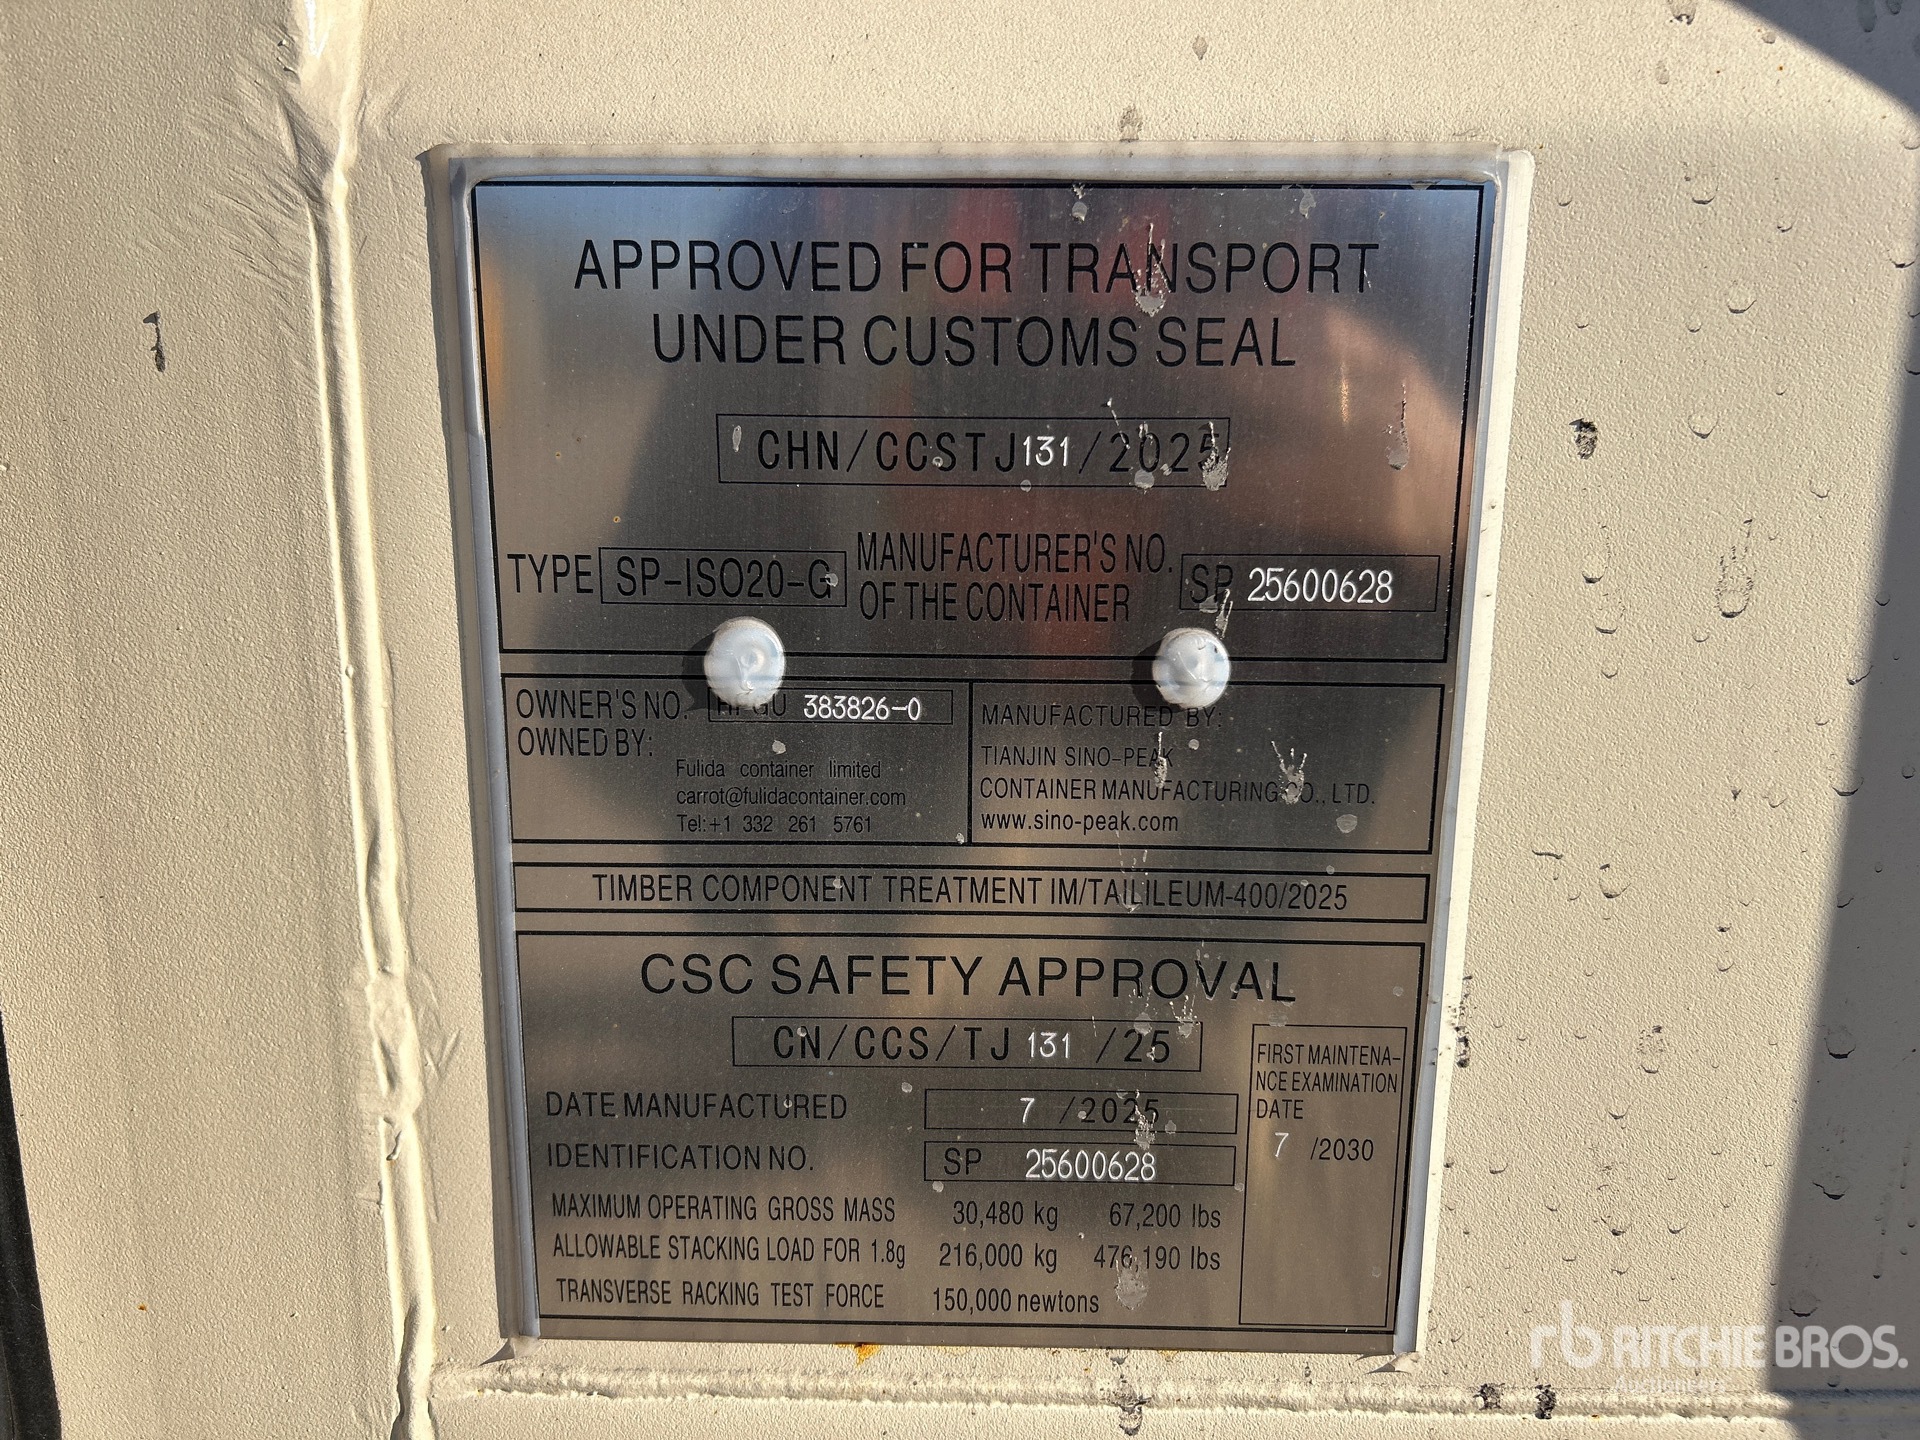 APPROVED FOR TRANSPORT
UNDER CUSTOMS SEAL
CHN/CCSTJ131/2025
TYPE SP-ISO20-G MANUFACTURER'S NO. OF THE CONTAINER SP 25600628
OWNER'S NO. 383826-0
OWNED BY:
Fulida container limited
carrot@fulidacontainer.com
Tel:+1 332 261 5761
MANUFACTURED BY:
TIANJIN SINO-PEAK
CONTAINER MANUFACTURING CO., LTD.
www.sino-peak.com
TIMBER COMPONENT TREATMENT IM/TAILILEUM-400/2025
CSC SAFETY APPROVAL
CN/CCS/TJ 131 /25
DATE MANUFACTURED 7 /2025
IDENTIFICATION NO. SP 25600628
MAXIMUM OPERATING GROSS MASS 30,480 kg 67,200 lbs
ALLOWABLE STACKING LOAD FOR 1.8g 216,000 kg 476,190 lbs
TRANSVERSE RACKING TEST FORCE 150,000 newtons
FIRST MAINTENA-
NCE EXAMINATION
DATE
7 /2030
rb RITCHIE BROS.
Auctioneers